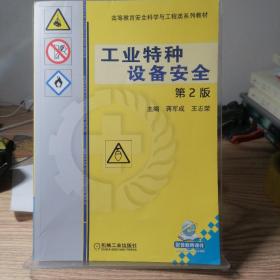 高等教育安全科学与工程类系列教材
工业特种
设备安全
第2版
主编 蒋军成 王志荣
机械工业出版社